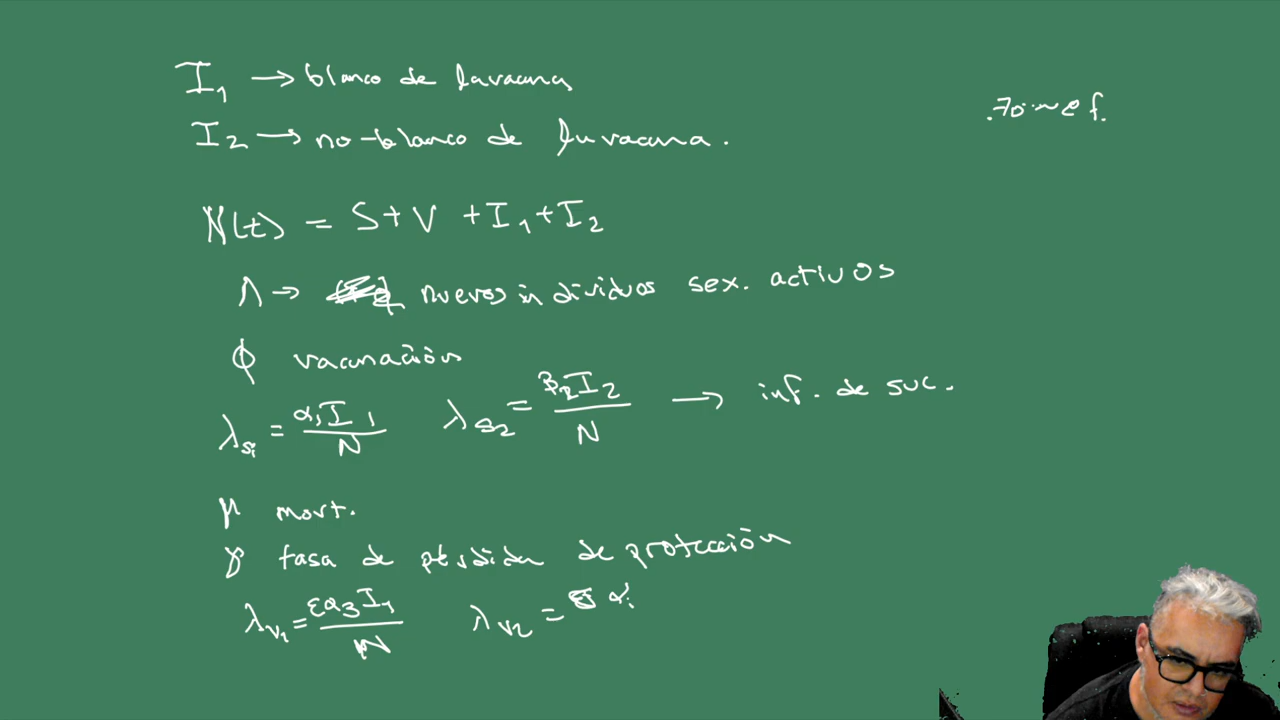 I₁ → blanco de la vacuna
I₂ → no-blanco de la vacuna.
.70
ef.
N(t) = S + V + I₁ + I₂
Λ → nuevos individuos sex. activos
ϕ vacunación
λ_S₁ = α₁I₁/N λ_S₂ = β₂I₂/N → inf. de suc.
μ mort.
γ tasa de pérdida de protección
λ_V₁ = εα₃I₁/N λ_V₂ =